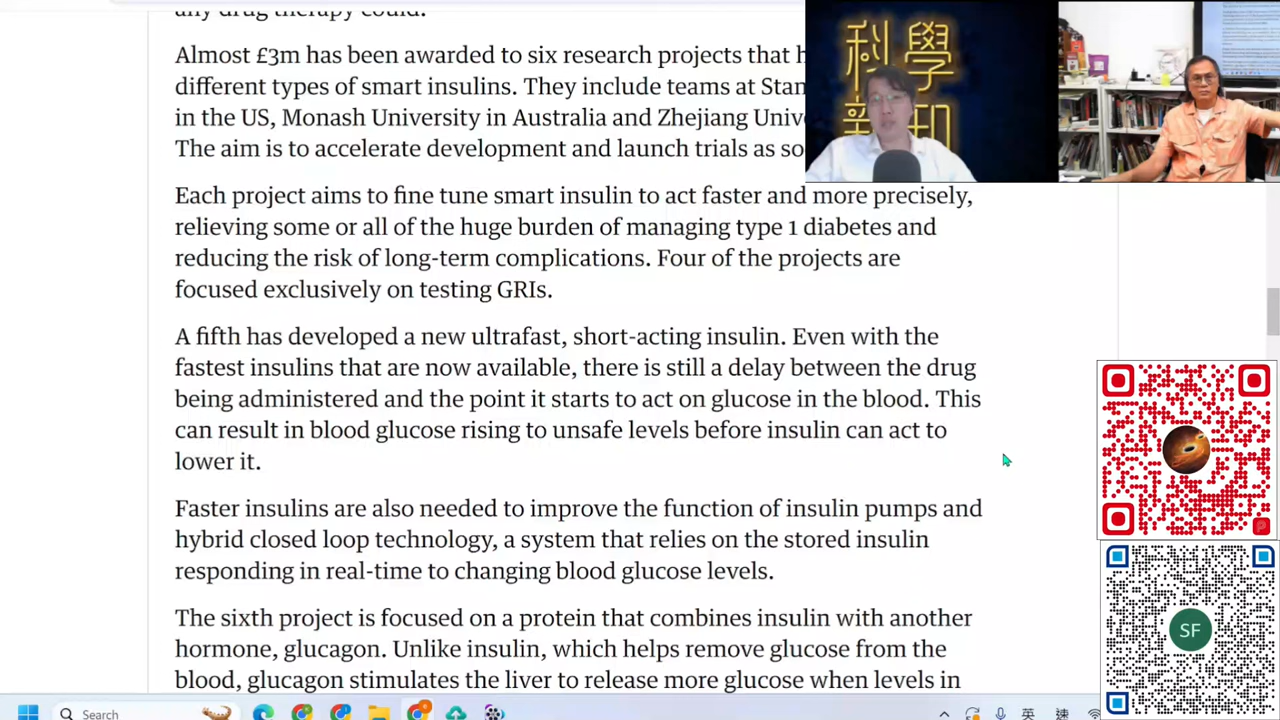 any drug therapy could.
Almost £3m has been awarded to six research projects that
different types of smart insulins. They include teams at Stan
in the US, Monash University in Australia and Zhejiang Univ
The aim is to accelerate development and launch trials as so
Each project aims to fine tune smart insulin to act faster and more precisely,
relieving some or all of the huge burden of managing type 1 diabetes and
reducing the risk of long-term complications. Four of the projects are
focused exclusively on testing GRIs.
A fifth has developed a new ultrafast, short-acting insulin. Even with the
fastest insulins that are now available, there is still a delay between the drug
being administered and the point it starts to act on glucose in the blood. This
can result in blood glucose rising to unsafe levels before insulin can act to
lower it.
Faster insulins are also needed to improve the function of insulin pumps and
hybrid closed loop technology, a system that relies on the stored insulin
responding in real-time to changing blood glucose levels.
The sixth project is focused on a protein that combines insulin with another
hormone, glucagon. Unlike insulin, which helps remove glucose from the
blood, glucagon stimulates the liver to release more glucose when levels in
科學
SF
Search
英
速